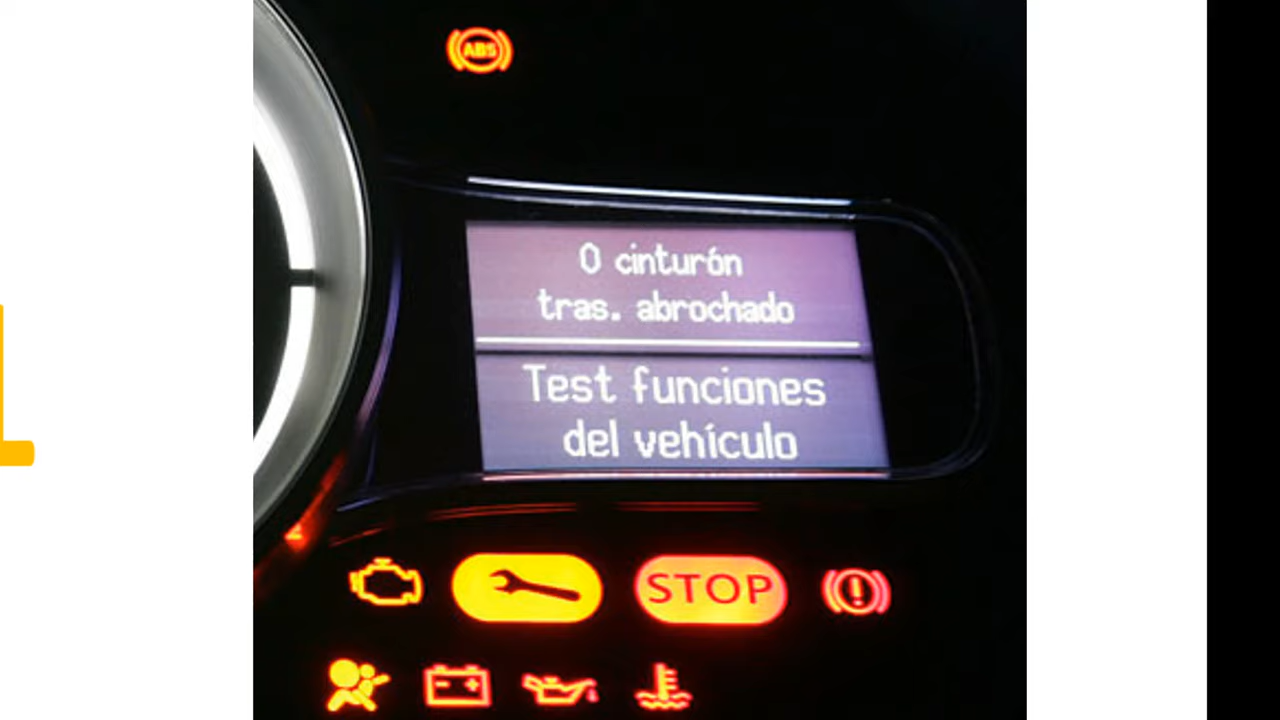 ABS
0 cinturón
tras. abrochado
Test funciones
del vehículo
STOP